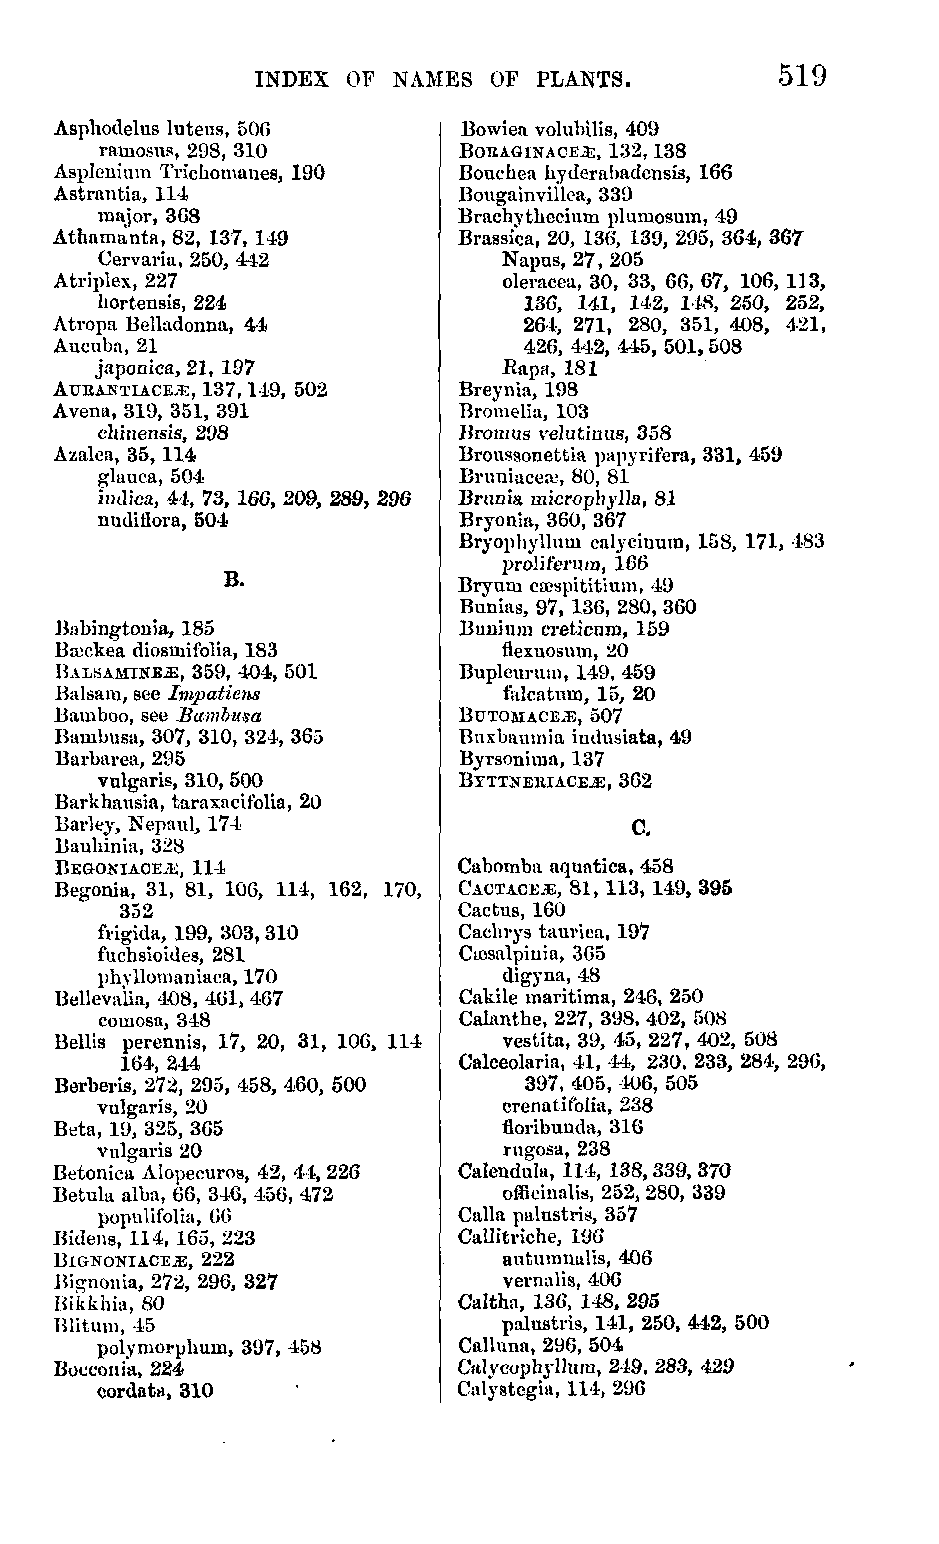 INDEX OF NAMES OF PLANTS. 519
Asphodelus luteus, 506
ramosus, 298, 310
Asplenium Trichomanes, 190
Astrantia, 114
major, 368
Athamanta, 82, 137, 149
Cervaria, 250, 442
Atriplex, 227
hortensis, 224
Atropa Belladonna, 44
Aucuba, 21
japonica, 21, 197
AURANTIACEÆ, 137, 149, 502
Avena, 319, 351, 391
chinensis, 298
Azalea, 35, 114
glauca, 504
indica, 44, 73, 166, 209, 289, 296
nudiflora, 504
B.
Babingtonia, 185
Bæckea diosmifolia, 183
BALSAMINEÆ, 359, 404, 501
Balsam, see Impatiens
Bamboo, see Bambusa
Bambusa, 307, 310, 324, 365
Barbarea, 295
vulgaris, 310, 500
Barkhausia, taraxacifolia, 20
Barley, Nepaul, 174
Bauhinia, 328
BEGONIACEÆ, 114
Begonia, 31, 81, 106, 114, 162, 170,
352
frigida, 199, 303, 310
fuchsioides, 281
phyllomaniaca, 170
Bellevalia, 408, 461, 467
comosa, 348
Bellis perennis, 17, 20, 31, 106, 114
164, 244
Berberis, 272, 295, 458, 460, 500
vulgaris, 20
Beta, 19, 325, 365
vulgaris 20
Betonica Alopecuros, 42, 44, 226
Betula alba, 66, 346, 456, 472
populifolia, 66
Bidens, 114, 165, 223
BIGNONIACEÆ, 222
Bignonia, 272, 296, 327
Bikkhia, 80
Blitum, 45
polymorphum, 397, 458
Bocconia, 224
cordata, 310
Bowiea volubilis, 409
BORAGINACEÆ, 132, 138
Bouchea hyderabadensis, 166
Bougainvillea, 339
Brachythecium plumosum, 49
Brassica, 20, 136, 139, 295, 364, 367
Napus, 27, 205
oleracea, 30, 33, 66, 67, 106, 113,
136, 141, 142, 148, 250, 252,
264, 271, 280, 351, 408, 421,
426, 442, 445, 501, 508
Rapa, 181
Breynia, 198
Bromelia, 103
Bromus velutinus, 358
Broussonettia papyrifera, 331, 459
Bruniaceæ, 80, 81
Brunia microphylla, 81
Bryonia, 360, 367
Bryophyllum calycinum, 158, 171, 483
proliferum, 166
Bryum cæspititium, 49
Bunias, 97, 136, 280, 360
Bunium creticum, 159
flexuosum, 20
Bupleurum, 149, 459
falcatum, 15, 20
BUTOMACEÆ, 507
Buxbaumia indusiata, 49
Byrsonima, 137
BYTTNERIACEÆ, 362
C.
Cabomba aquatica, 458
CACTACEÆ, 81, 113, 149, 395
Cactus, 160
Cachrys taurica, 197
Cæsalpinia, 365
digyna, 48
Cakile maritima, 246, 250
Calanthe, 227, 398, 402, 508
vestita, 39, 45, 227, 402, 508
Calceolaria, 41, 44, 230, 233, 284, 296,
397, 405, 406, 505
crenatifolia, 238
floribunda, 316
rugosa, 238
Calendula, 114, 138, 339, 370
officinalis, 252, 280, 339
Calla palustris, 357
Callitriche, 196
autumnalis, 406
vernalis, 406
Caltha, 136, 148, 295
palustris, 141, 250, 442, 500
Calluna, 296, 504
Calycophyllum, 249, 283, 429
Calystegia, 114, 296